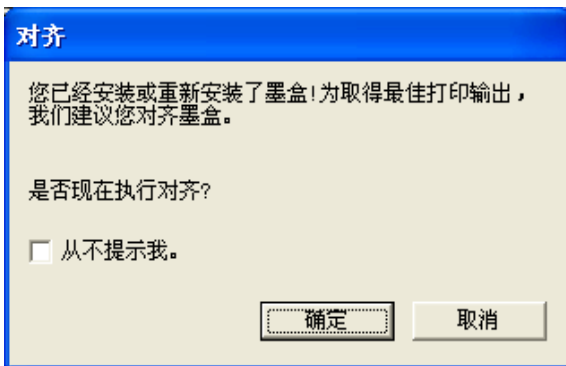 对齐
您已经安装或重新安装了墨盒!为取得最佳打印输出，
我们建议您对齐墨盒。
是否现在执行对齐?
从不提示我。
确定
取消